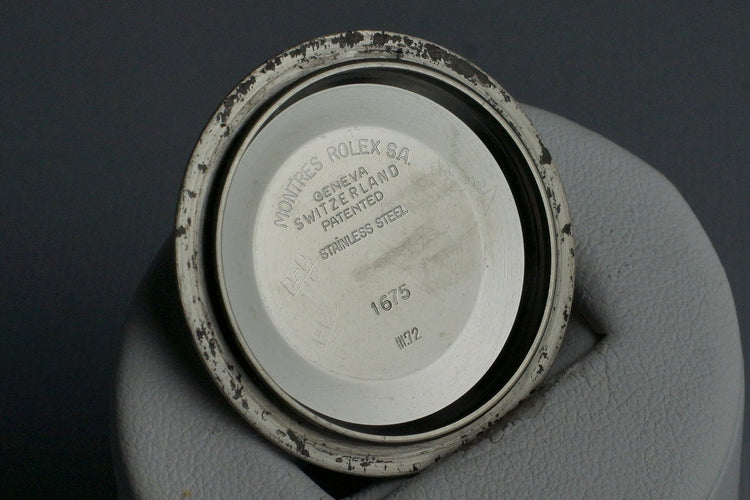 MONTRES ROLEX S.A.
GENEVA
SWITZERLAND
PATENTED
STAINLESS STEEL
1675
III.72